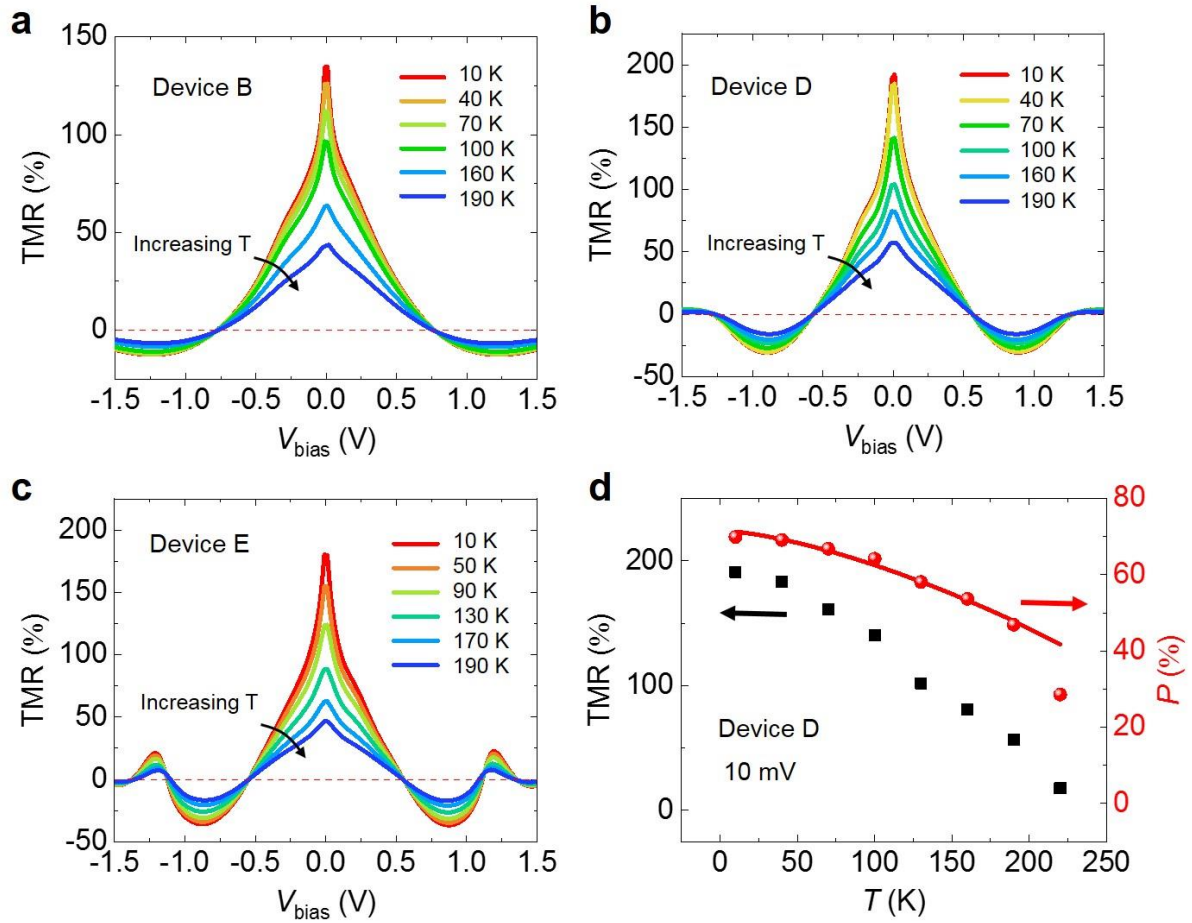 a
Device B
10 K
40 K
70 K
100 K
160 K
190 K
Increasing T
TMR (%)
150
100
50
0
-1.5 -1.0 -0.5 0.0 0.5 1.0 1.5
V_bias (V)
b
Device D
10 K
40 K
70 K
100 K
160 K
190 K
Increasing T
TMR (%)
200
150
100
50
0
-50
-1.5 -1.0 -0.5 0.0 0.5 1.0 1.5
V_bias (V)
c
Device E
10 K
50 K
90 K
130 K
170 K
190 K
Increasing T
TMR (%)
200
150
100
50
0
-50
-1.5 -1.0 -0.5 0.0 0.5 1.0 1.5
V_bias (V)
d
TMR (%)
200
100
0
Device D
10 mV
80
60
40
20
0
P (%)
0 50 100 150 200 250
T (K)